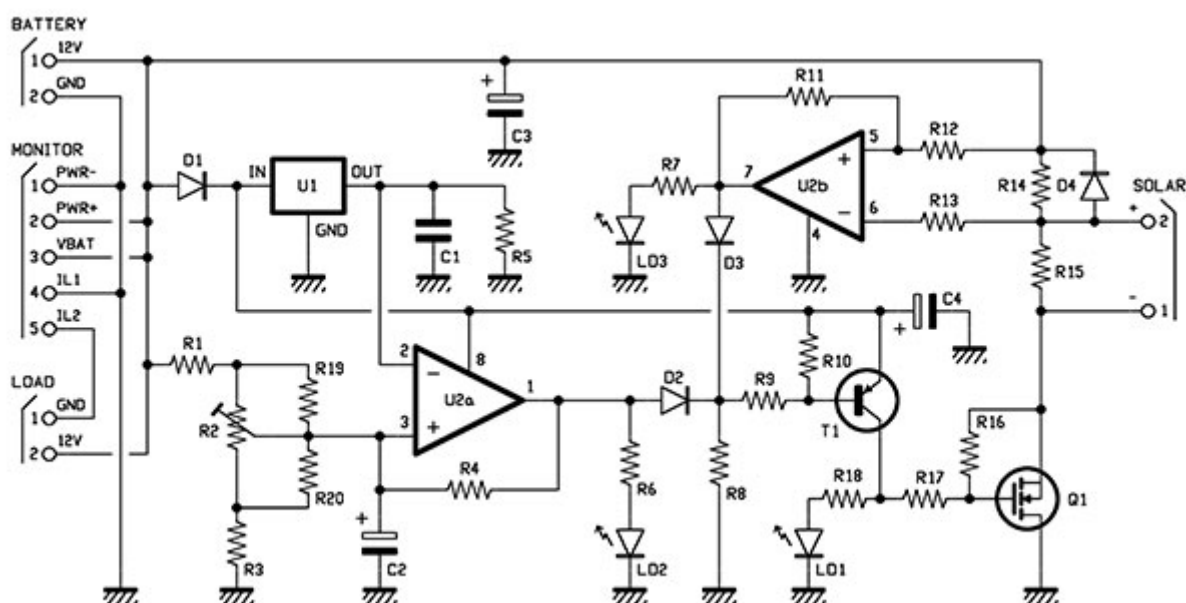 BATTERY
12V
1
GND
2
+
C3
R11
MONITOR
PWR-
1
PWR+
2
VBAT
3
IL1
4
IL2
5
D1
IN
U1
OUT
GND
C1
R5
R7
LD3
D3
7
U2b
+
-
5
6
4
R12
R13
R14
D4
SOLAR
+
2
R15
-
1
C4
+
LOAD
GND
1
12V
2
R1
R19
R2
R20
R3
2
3
-
+
U2a
8
1
R4
+
C2
D2
R6
LD2
R9
R8
R10
T1
R16
R18
R17
LD1
Q1